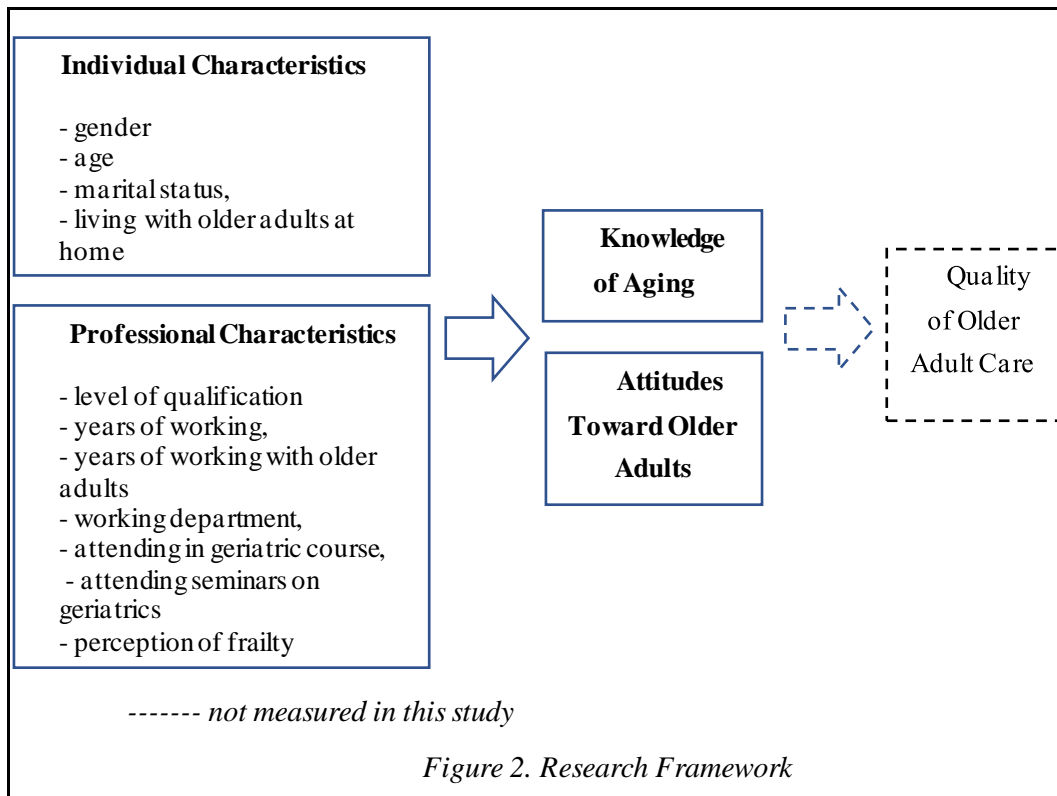 Individual Characteristics
- gender
- age
- marital status,
- living with older adults at
home
Professional Characteristics
- level of qualification
- years of working,
- years of working with older
adults
- working department,
- attending in geriatric course,
- attending seminars on
geriatrics
- perception of frailty
Knowledge
of Aging
Attitudes
Toward Older
Adults
Quality
of Older
Adult Care
------- not measured in this study
Figure 2. Research Framework